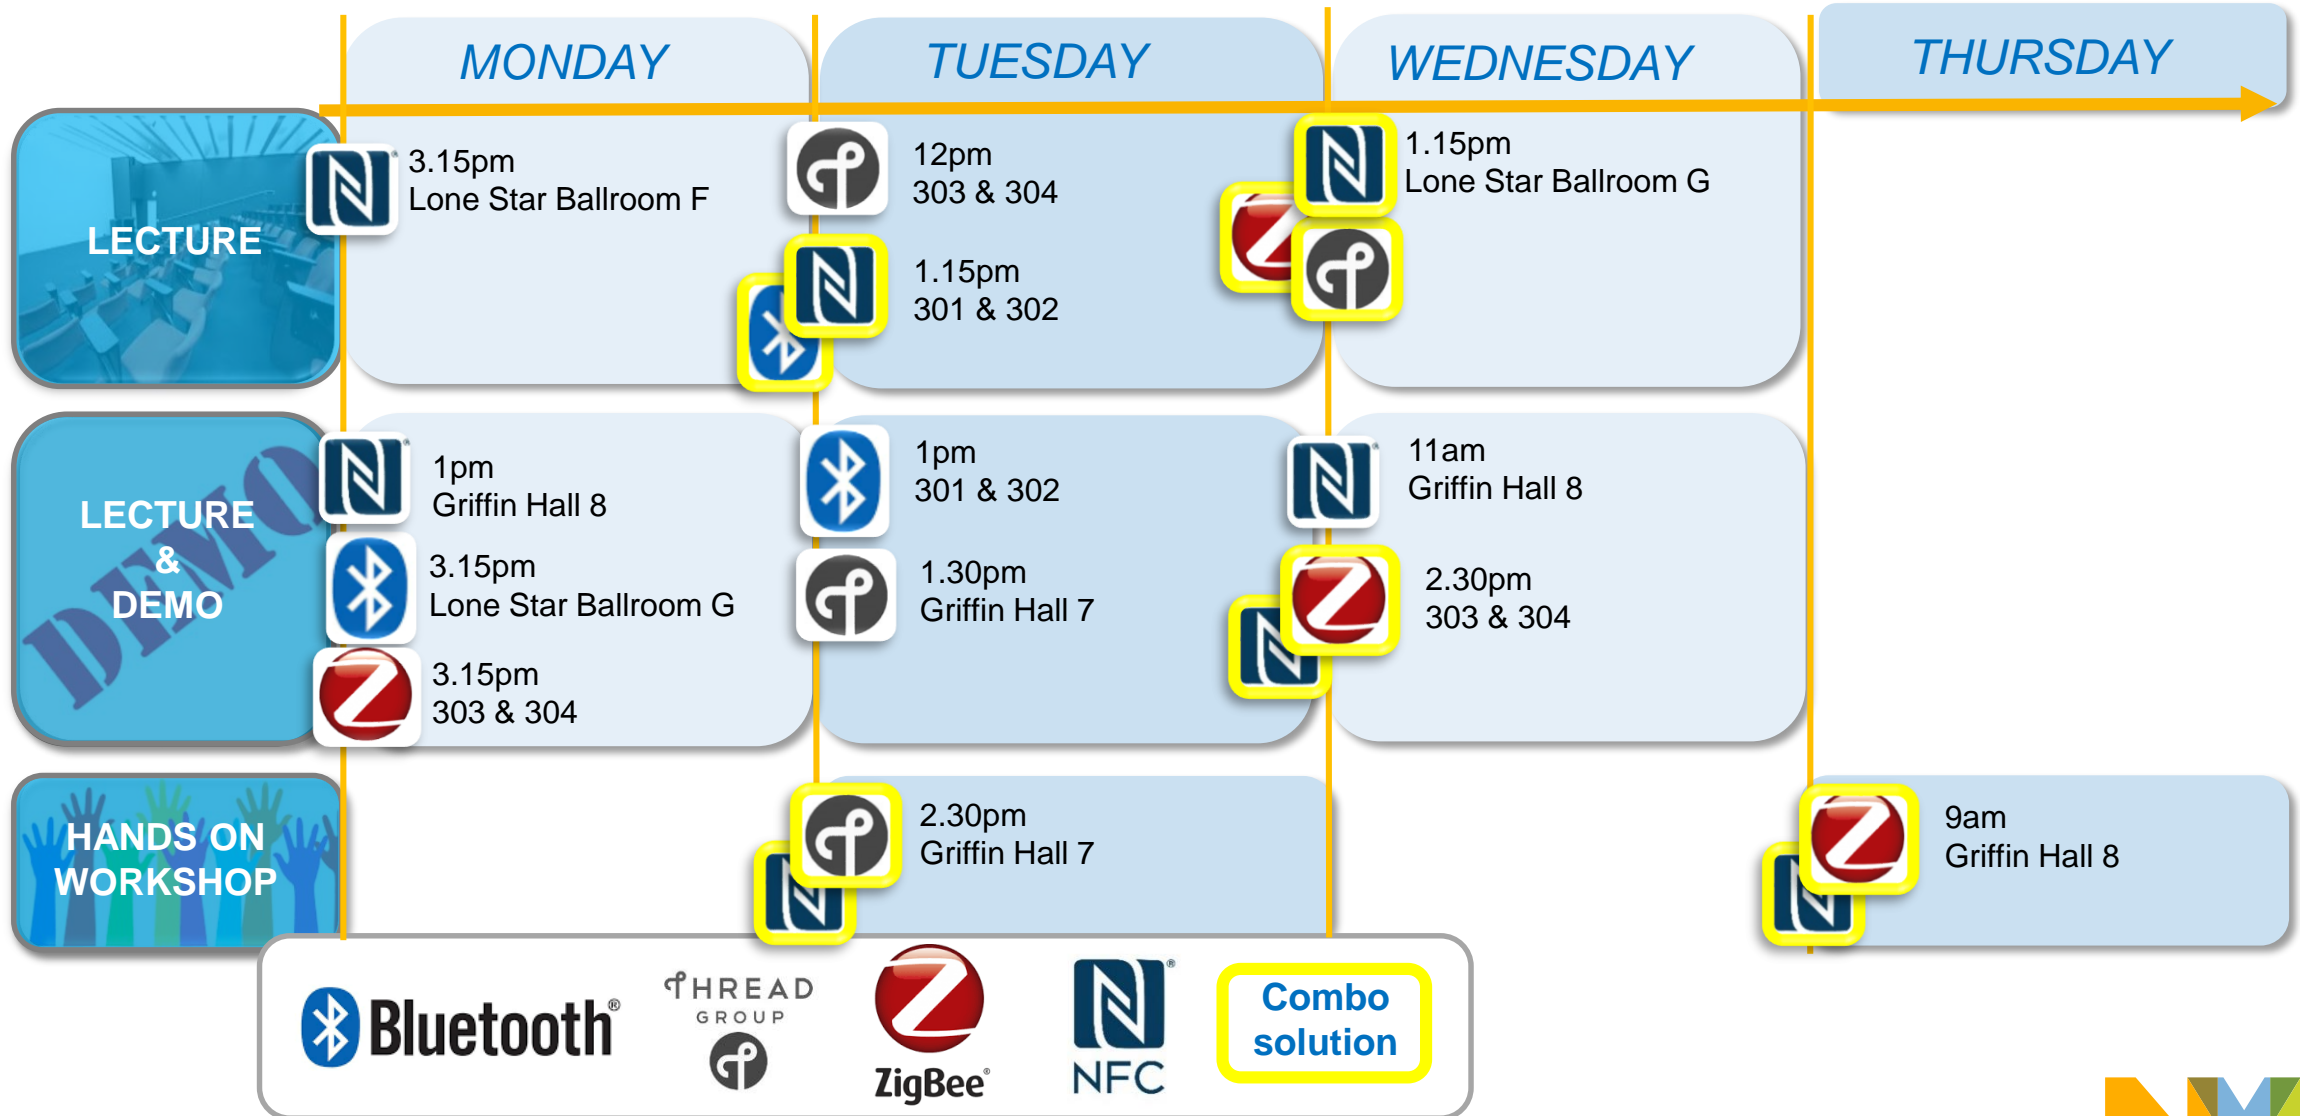 MONDAY
TUESDAY
WEDNESDAY
THURSDAY
LECTURE
3.15pm
Lone Star Ballroom F
12pm
303 & 304
1.15pm
301 & 302
1.15pm
Lone Star Ballroom G
LECTURE
&
DEMO
DEMO
1pm
Griffin Hall 8
3.15pm
Lone Star Ballroom G
3.15pm
303 & 304
1pm
301 & 302
1.30pm
Griffin Hall 7
11am
Griffin Hall 8
2.30pm
303 & 304
HANDS ON
WORKSHOP
2.30pm
Griffin Hall 7
9am
Griffin Hall 8
Bluetooth®
THREAD
GROUP
ZigBee®
NFC
Combo
solution